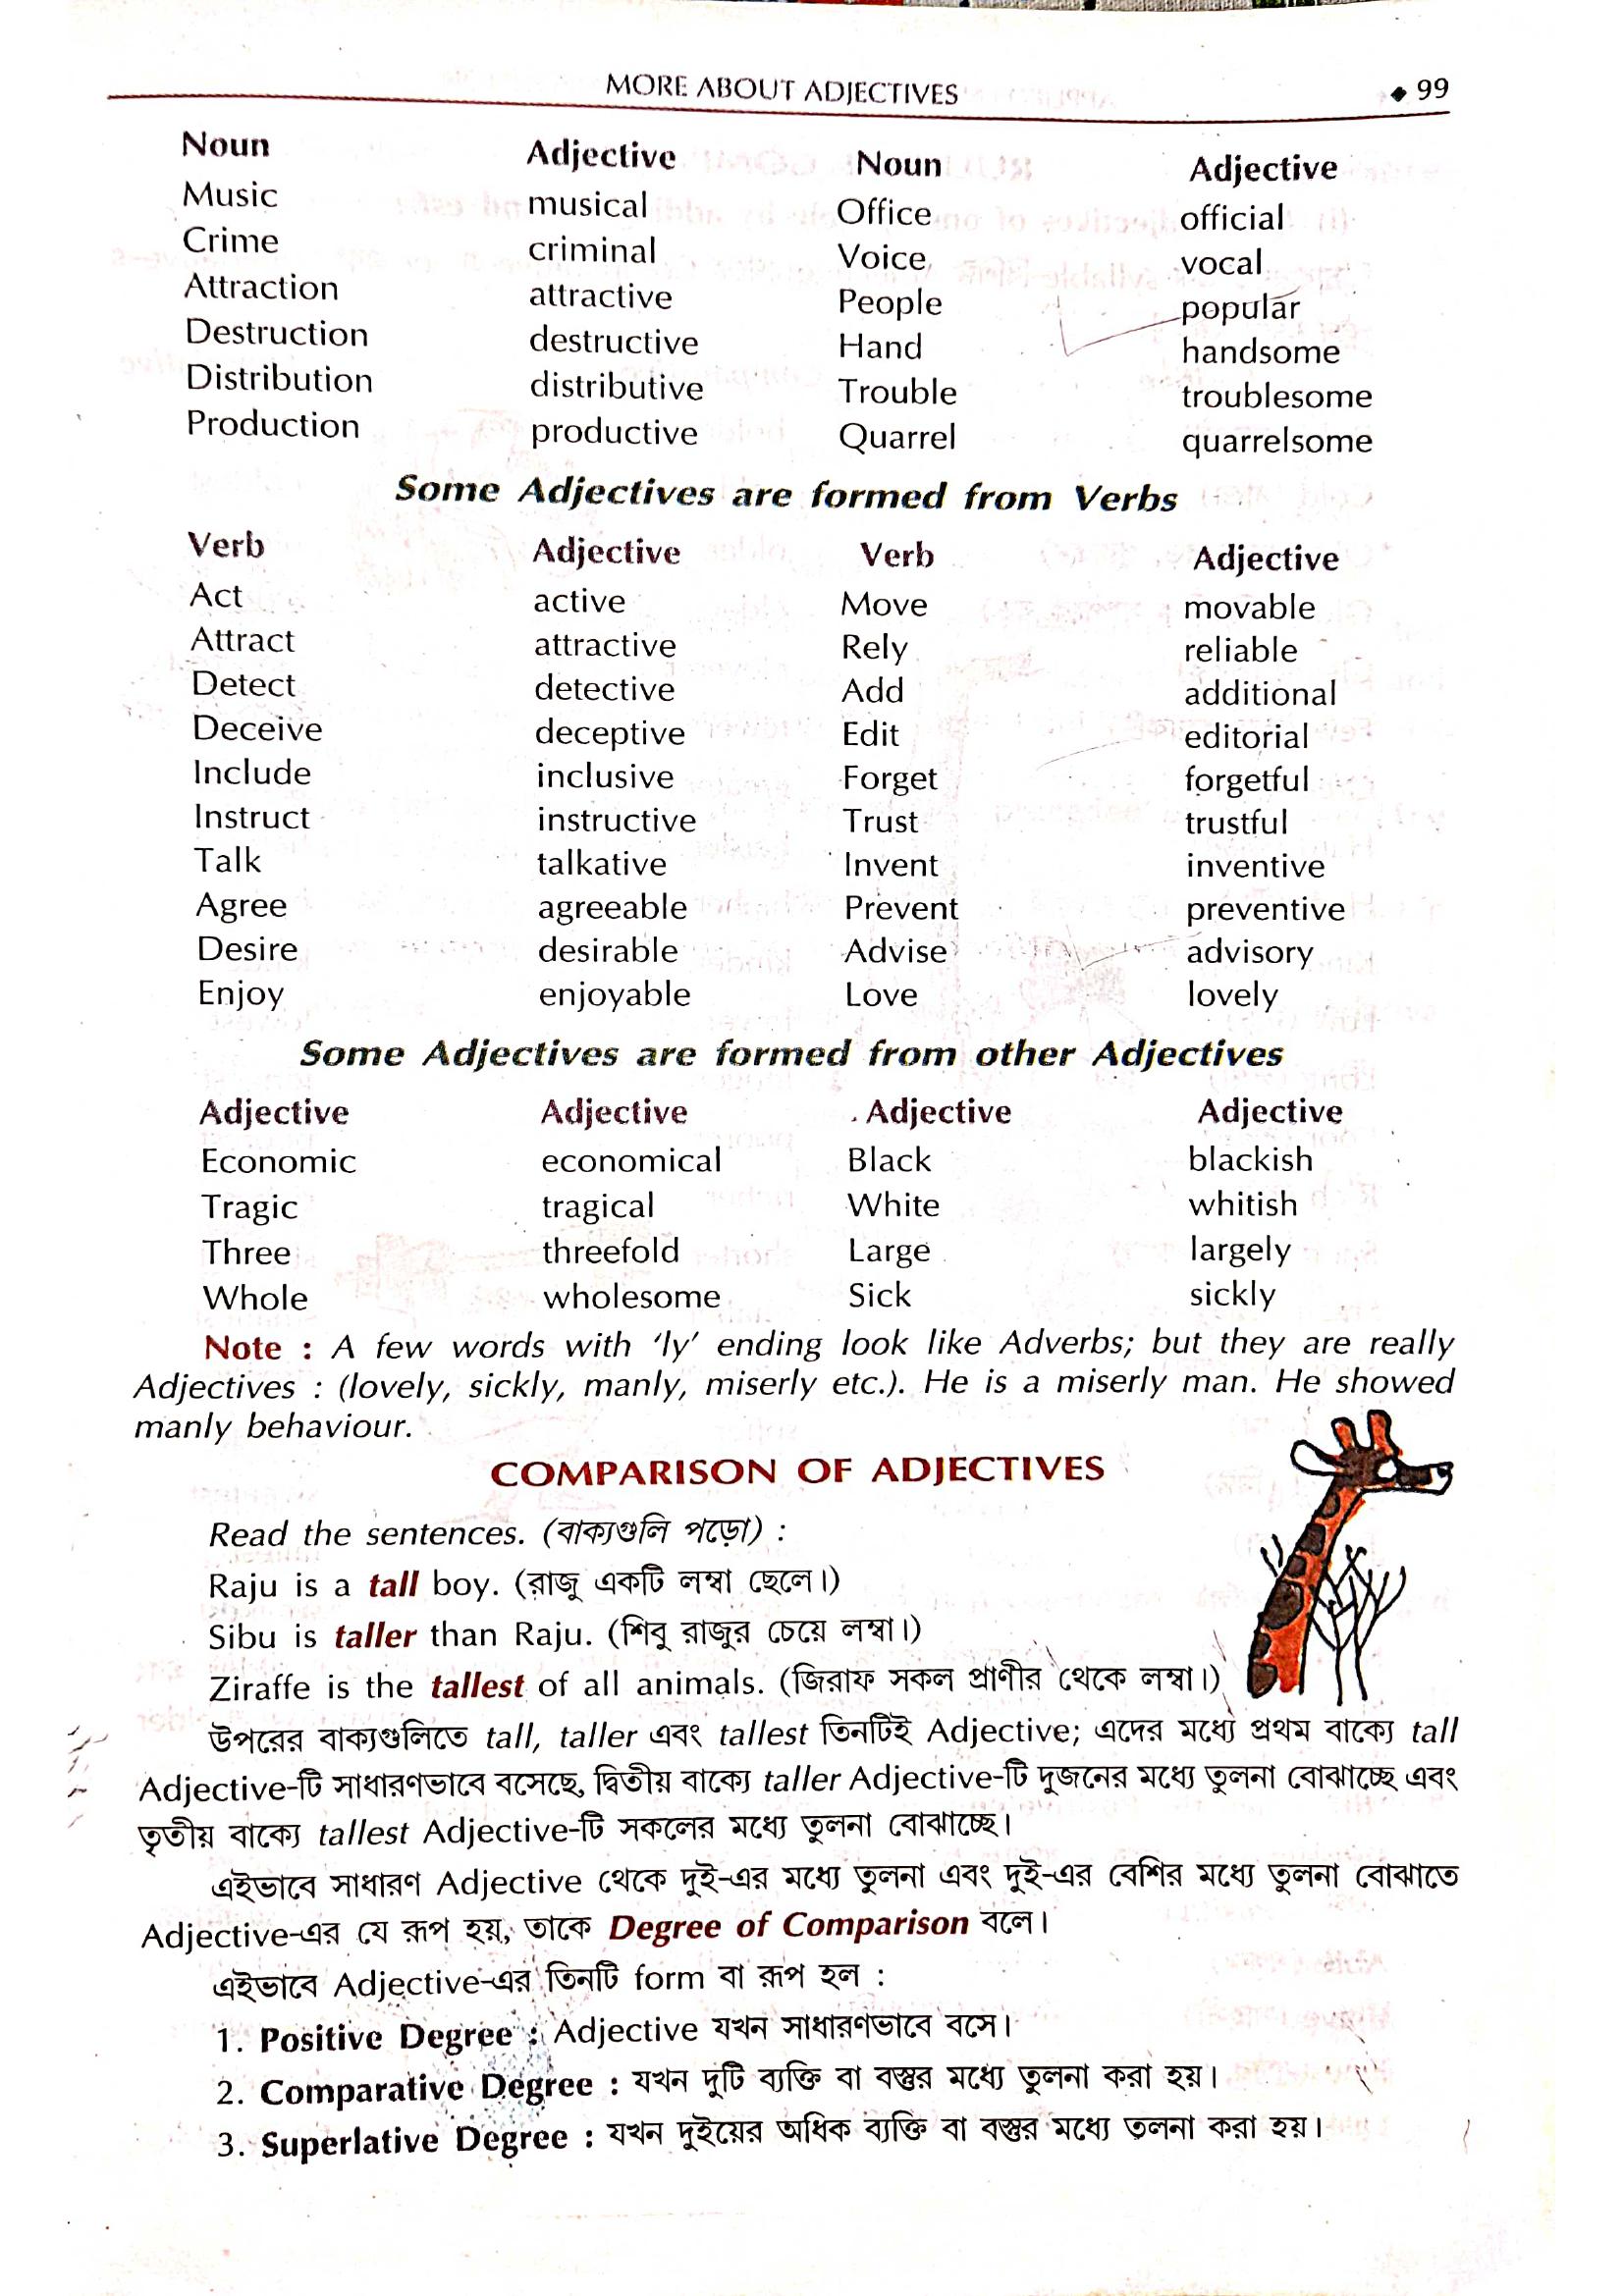 MORE ABOUT ADJECTIVES ◆ 99
Noun Adjective Noun Adjective
Music musical Office official
Crime criminal Voice vocal
Attraction attractive People popular
Destruction destructive Hand handsome
Distribution distributive Trouble troublesome
Production productive Quarrel quarrelsome
Some Adjectives are formed from Verbs
Verb Adjective Verb Adjective
Act active Move movable
Attract attractive Rely reliable
Detect detective Add additional
Deceive deceptive Edit editorial
Include inclusive Forget forgetful
Instruct instructive Trust trustful
Talk talkative Invent inventive
Agree agreeable Prevent preventive
Desire desirable Advise advisory
Enjoy enjoyable Love lovely
Some Adjectives are formed from other Adjectives
Adjective Adjective Adjective Adjective
Economic economical Black blackish
Tragic tragical White whitish
Three threefold Large largely
Whole wholesome Sick sickly
Note : A few words with ‘ly’ ending look like Adverbs; but they are really
Adjectives : (lovely, sickly, manly, miserly etc.). He is a miserly man. He showed
manly behaviour.
COMPARISON OF ADJECTIVES
Read the sentences. (বাক্যগুলি পড়ো) :
Raju is a tall boy. (রাজু একটি লম্বা ছেলে।)
Sibu is taller than Raju. (শিবু রাজুর চেয়ে লম্বা।)
Ziraffe is the tallest of all animals. (জিরাফ সকল প্রাণীর থেকে লম্বা।)
উপরের বাক্যগুলিতে tall, taller এবং tallest তিনটিই Adjective; এদের মধ্যে প্রথম বাক্যে tall
Adjective-টি সাধারণভাবে বসেছে, দ্বিতীয় বাক্যে taller Adjective-টি দুজনের মধ্যে তুলনা বোঝাচ্ছে এবং
তৃতীয় বাক্যে tallest Adjective-টি সকলের মধ্যে তুলনা বোঝাচ্ছে।
এইভাবে সাধারণ Adjective থেকে দুই-এর মধ্যে তুলনা এবং দুই-এর বেশির মধ্যে তুলনা বোঝাতে
Adjective-এর যে রূপ হয়, তাকে Degree of Comparison বলে।
এইভাবে Adjective-এর তিনটি form বা রূপ হল :
1. Positive Degree : Adjective যখন সাধারণভাবে বসে।
2. Comparative Degree : যখন দুটি ব্যক্তি বা বস্তুর মধ্যে তুলনা করা হয়।
3. Superlative Degree : যখন দুইয়ের অধিক ব্যক্তি বা বস্তুর মধ্যে তলনা করা হয়।